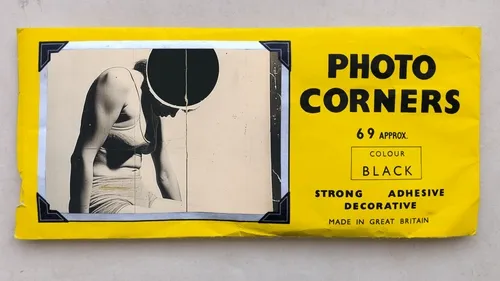 PHOTO
CORNERS
69 APPROX.
COLOUR
BLACK
STRONG ADHESIVE
DECORATIVE
MADE IN GREAT BRITAIN